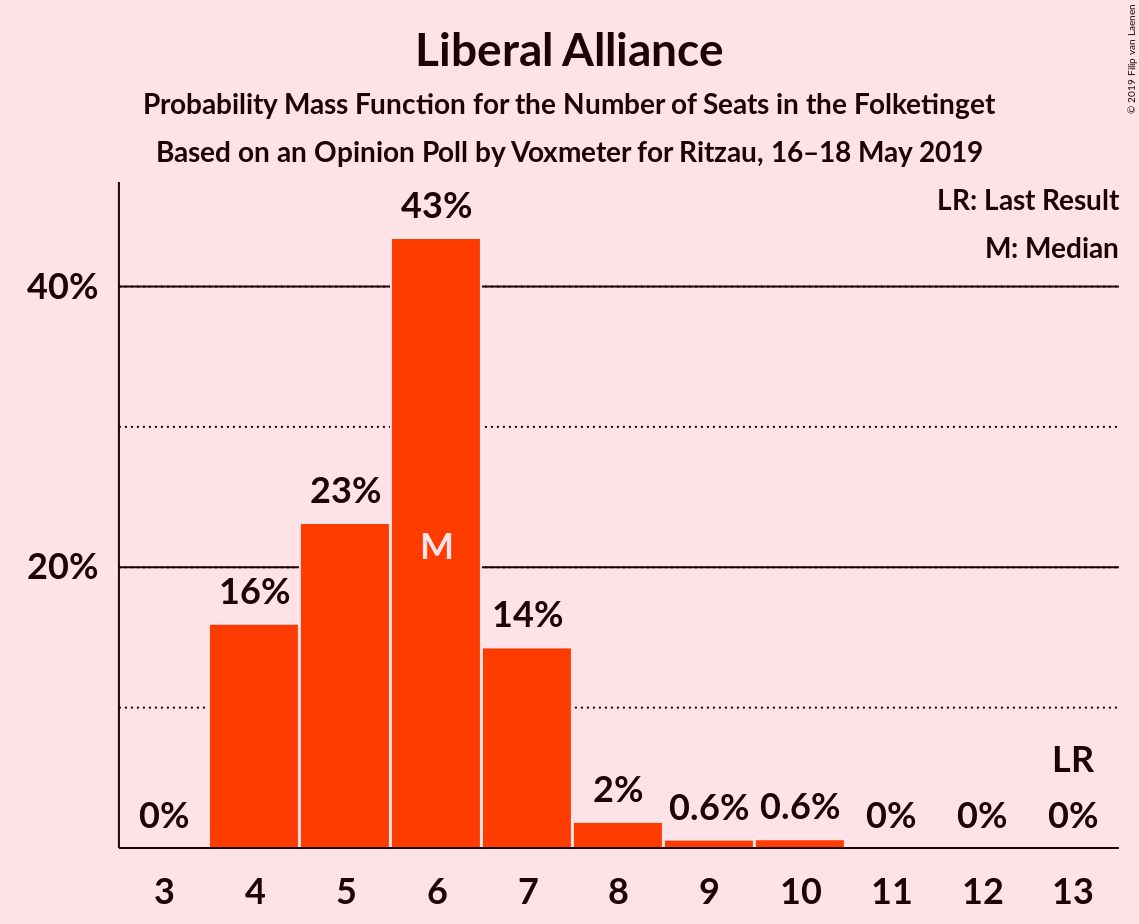 Liberal Alliance
Probability Mass Function for the Number of Seats in the Folketinget
Based on an Opinion Poll by Voxmeter for Ritzau, 16–18 May 2019
© 2019 Filip van Laenen
LR: Last Result
M: Median
40%
20%
0%
16%
23%
43%
M
14%
2%
0.6%
0.6%
0%
0%
LR
0%
3 4 5 6 7 8 9 10 11 12 13